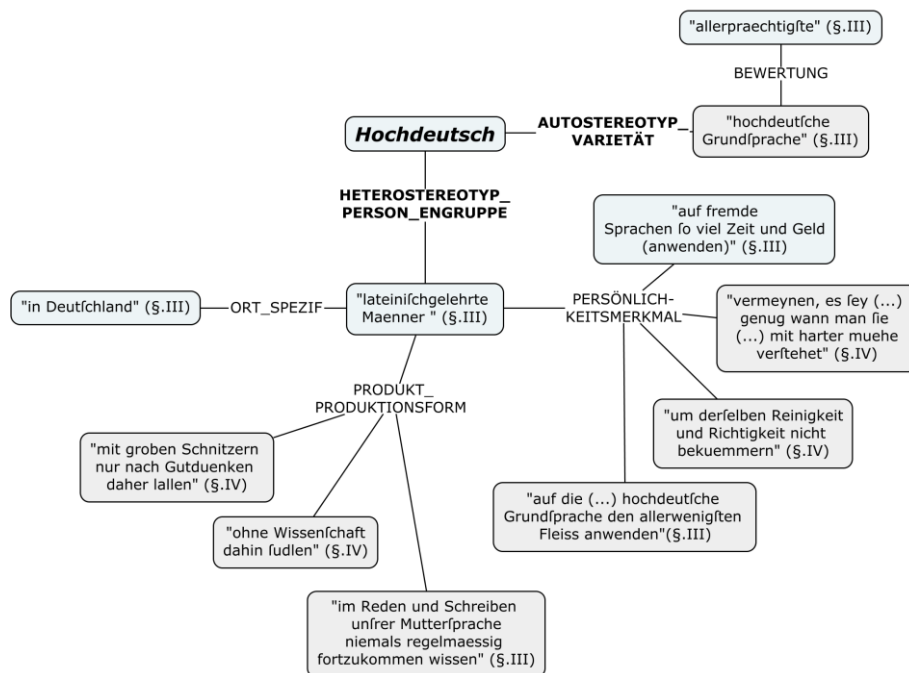 "allerpraechtigſte" (§.III)
BEWERTUNG
Hochdeutsch
AUTOSTEREOTYP_
VARIETÄT
"hochdeutſche
Grundſprache" (§.III)
HETEROSTEREOTYP_
PERSON_ENGRUPPE
"auf fremde
Sprachen ſo viel Zeit und Geld
(anwenden)" (§.III)
"in Deutſchland" (§.III)
ORT_SPEZIF
"lateiniſchgelehrte
Maenner " (§.III)
PERSÖNLICH-
KEITSMERKMAL
"vermeynen, es ſey (...)
genug wann man ſie
(...) mit harter muehe
verſtehet" (§.IV)
PRODUKT_
PRODUKTIONSFORM
"um derſelben Reinigkeit
und Richtigkeit nicht
bekuemmern" (§.IV)
"mit groben Schnitzern
nur nach Gutduenken
daher lallen" (§.IV)
"auf die (...) hochdeutſche
Grundſprache den allerwenigſten
Fleiss anwenden"(§.III)
"ohne Wiſſenſchaft
dahin ſudlen" (§.IV)
"im Reden und Schreiben
unſrer Mutterſprache
niemals regelmaessig
fortzukommen wissen" (§.III)